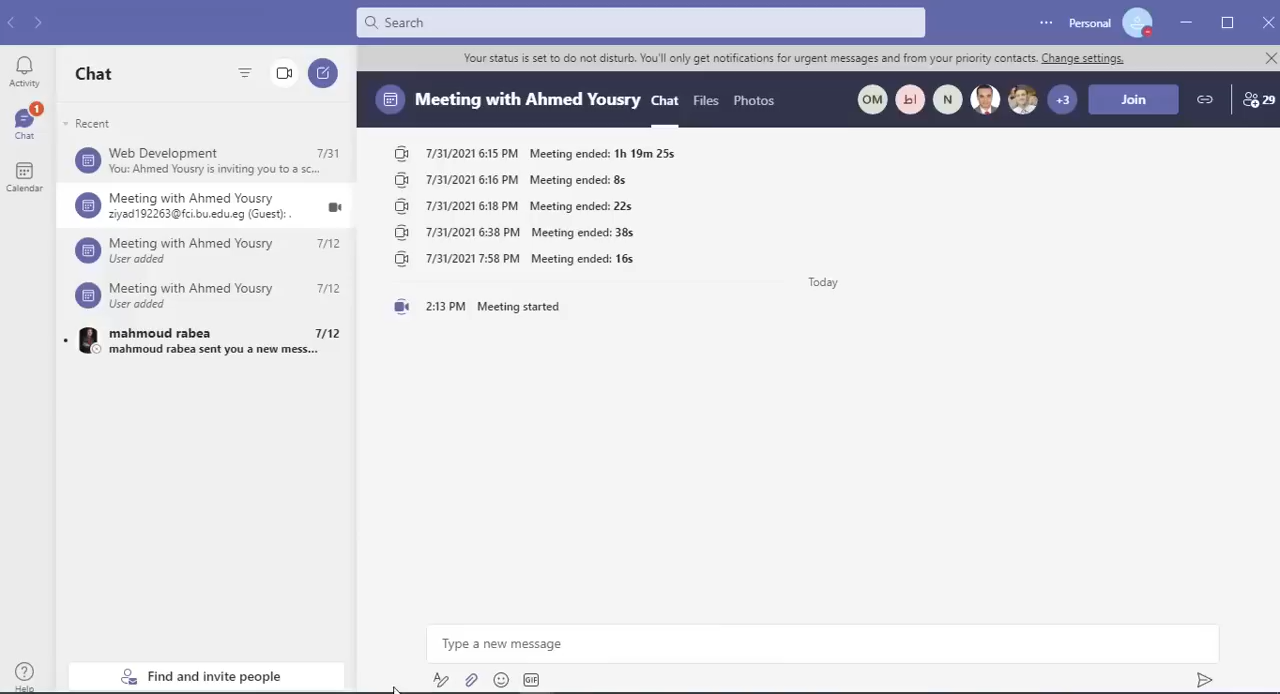 Search
Personal
Activity
1
Chat
Calendar
Help
Chat
Recent
Web Development 7/31
You: Ahmed Yousry is inviting you to a sc...
Meeting with Ahmed Yousry
ziyad192263@fci.bu.edu.eg (Guest): .
Meeting with Ahmed Yousry 7/12
User added
Meeting with Ahmed Yousry 7/12
User added
mahmoud rabea 7/12
mahmoud rabea sent you a new mess...
Find and invite people
Your status is set to do not disturb. You'll only get notifications for urgent messages and from your priority contacts. Change settings.
Meeting with Ahmed Yousry Chat Files Photos OM اط N +3 Join 29
7/31/2021 6:15 PM Meeting ended: 1h 19m 25s
7/31/2021 6:16 PM Meeting ended: 8s
7/31/2021 6:18 PM Meeting ended: 22s
7/31/2021 6:38 PM Meeting ended: 38s
7/31/2021 7:58 PM Meeting ended: 16s
Today
2:13 PM Meeting started
Type a new message
GIF